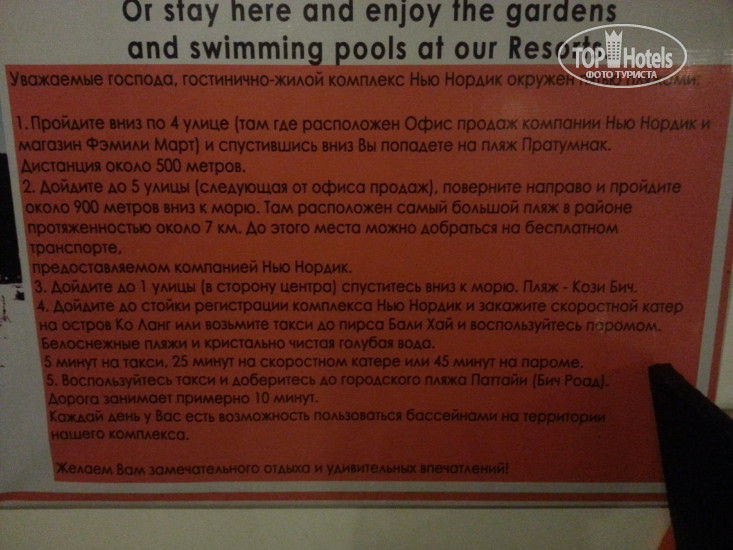 Or stay here and enjoy the gardens
and swimming pools at our Resorts
TOP Hotels
ФОТО ТУРИСТА
Уважаемые господа, гостинично-жилой комплекс Нью Нордик окружен
1. Пройдите вниз по 4 улице (там где расположен Офис продаж компании Нью Нордик и
магазин Фэмили Март) и спустившись вниз Вы попадете на пляж Пратумнак.
Дистанция около 500 метров.
2. Дойдите до 5 улицы (следующая от офиса продаж), поверните направо и пройдите
около 900 метров вниз к морю. Там расположен самый большой пляж в районе
протяженностью около 7 км. До этого места можно добраться на бесплатном
транспорте,
предоставляемом компанией Нью Нордик.
3. Дойдите до 1 улицы (в сторону центра) спуститесь вниз к морю. Пляж - Кози Бич.
4. Дойдите до стойки регистрации комплекса Нью Нордик и закажите скоростной катер
на остров Ко Ланг или возьмите такси до пирса Бали Хай и воспользуйтесь паромом.
Белоснежные пляжи и кристально чистая голубая вода.
5 минут на такси, 25 минут на скоростном катере или 45 минут на пароме.
5. Воспользуйтесь такси и доберитесь до городского пляжа Паттайи (Бич Роад).
Дорога занимает примерно 10 минут.
Каждай день у Вас есть возможность пользоваться бассейнами на территории
нашего комплекса.
Желаем Вам замечательного отдыха и удивительных впечатлений!